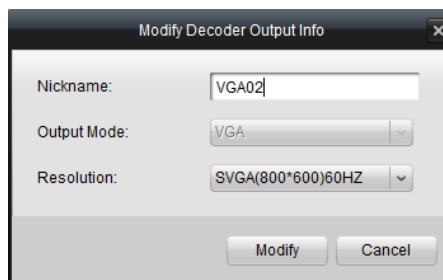 Modify Decoder Output Info
Nickname: VGA02
Output Mode: VGA
Resolution: SVGA(800*600)60HZ
Modify Cancel